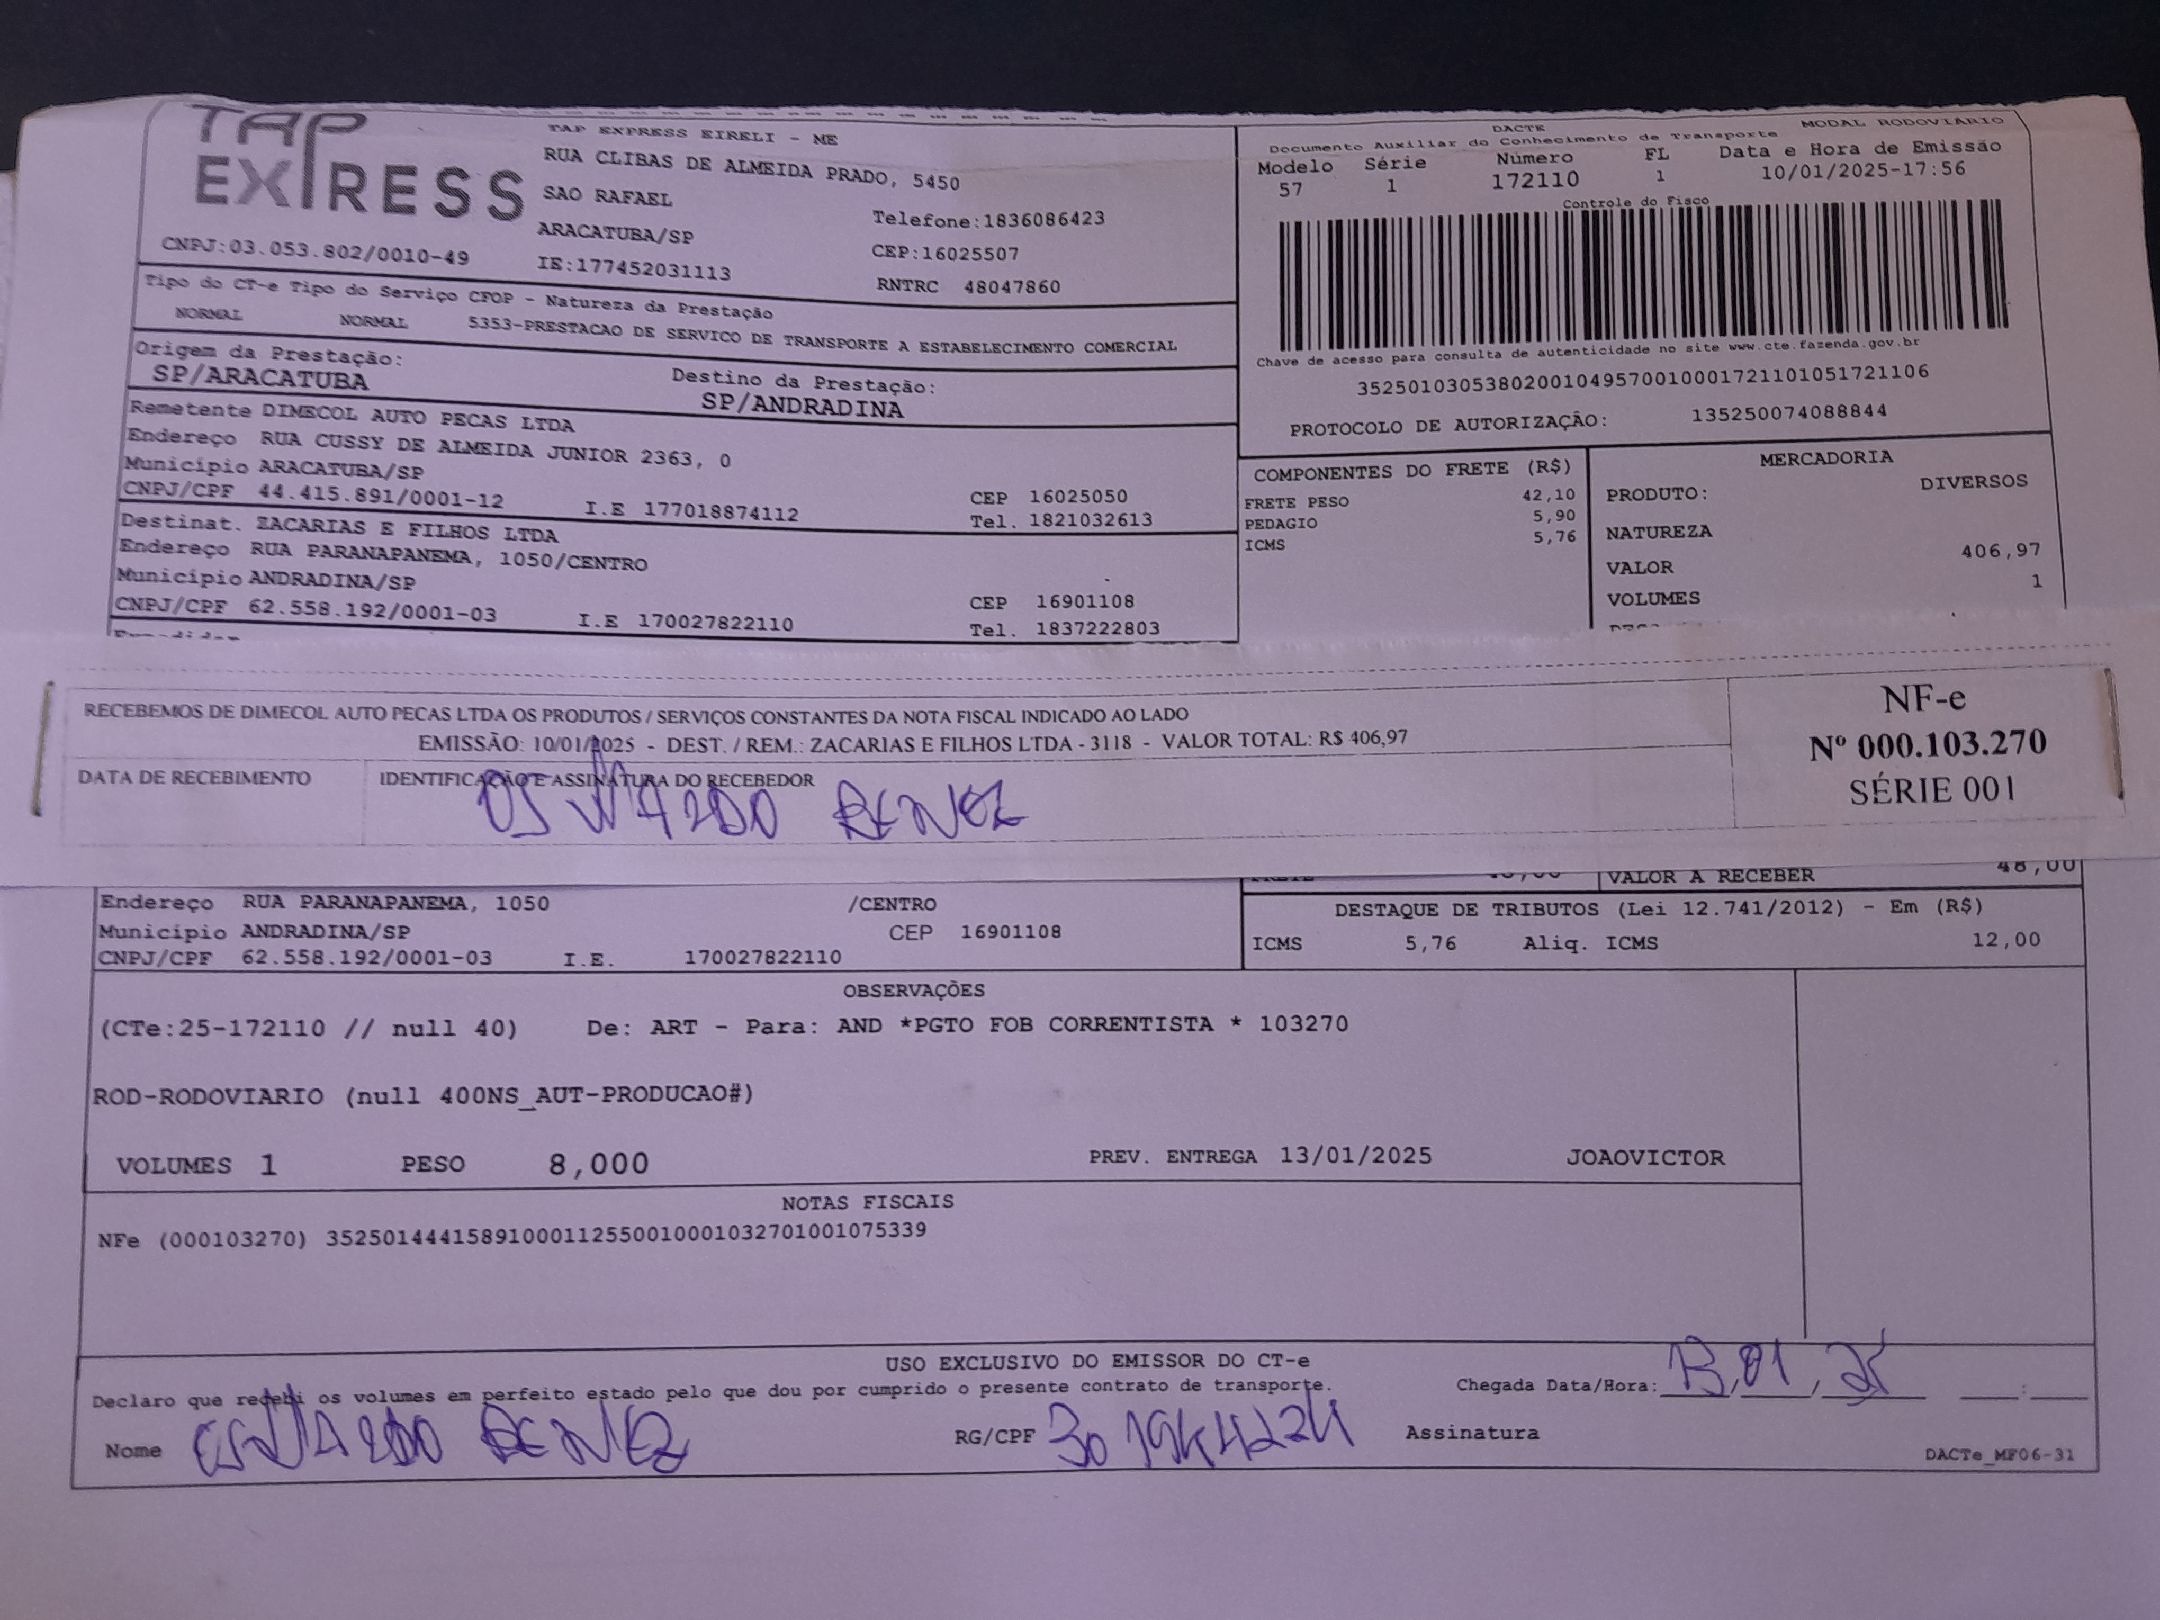 TAP EXPRESS
TAP EXPRESS EIRELI - ME
RUA CLIBAS DE ALMEIDA PRADO, 5450
SAO RAFAEL
ARACATUBA/SP
Telefone:1836086423
CEP:16025507
CNPJ:03.053.802/0010-49
IE:177452031113
RNTRC 48047860
DACTE
MODAL RODOVIÁRIO
Documento Auxiliar do Conhecimento de Transporte
Modelo Série Número FL Data e Hora de Emissão
57 1 172110 1 10/01/2025-17:56
Controle do Fisco
Chave de acesso para consulta de autenticidade no site www.cte.fazenda.gov.br
35250103053802001049570010001721101051721106
PROTOCOLO DE AUTORIZAÇÃO: 135250074088844
Tipo do CT-e Tipo do Serviço CFOP - Natureza da Prestação
NORMAL NORMAL 5353-PRESTACAO DE SERVICO DE TRANSPORTE A ESTABELECIMENTO COMERCIAL
Origem da Prestação: Destino da Prestação:
SP/ARACATUBA SP/ANDRADINA
Remetente DIMECOL AUTO PECAS LTDA
Endereço RUA CUSSY DE ALMEIDA JUNIOR 2363, 0
Município ARACATUBA/SP CEP 16025050
CNPJ/CPF 44.415.891/0001-12 I.E 177018874112 Tel. 1821032613
Destinat. ZACARIAS E FILHOS LTDA
Endereço RUA PARANAPANEMA, 1050/CENTRO
Município ANDRADINA/SP CEP 16901108
CNPJ/CPF 62.558.192/0001-03 I.E 170027822110 Tel. 1837222803
COMPONENTES DO FRETE (R$)
FRETE PESO 42,10
PEDAGIO 5,90
ICMS 5,76
MERCADORIA
PRODUTO: DIVERSOS
NATUREZA
VALOR 406,97
VOLUMES 1
RECEBEMOS DE DIMECOL AUTO PECAS LTDA OS PRODUTOS / SERVIÇOS CONSTANTES DA NOTA FISCAL INDICADO AO LADO
EMISSÃO: 10/01/2025 - DEST. / REM.: ZACARIAS E FILHOS LTDA - 3118 - VALOR TOTAL: R$ 406,97
DATA DE RECEBIMENTO IDENTIFICAÇÃO E ASSINATURA DO RECEBEDOR
OSWALDO RENEZ
NF-e
Nº 000.103.270
SÉRIE 001
VALOR A RECEBER 48,00
Endereço RUA PARANAPANEMA, 1050 /CENTRO
Município ANDRADINA/SP CEP 16901108
CNPJ/CPF 62.558.192/0001-03 I.E. 170027822110
DESTAQUE DE TRIBUTOS (Lei 12.741/2012) - Em (R$)
ICMS 5,76 Aliq. ICMS 12,00
OBSERVAÇÕES
(CTe:25-172110 // null 40) De: ART - Para: AND *PGTO FOB CORRENTISTA * 103270
ROD-RODOVIARIO (null 400NS_AUT-PRODUCAO#)
VOLUMES 1 PESO 8,000 PREV. ENTREGA 13/01/2025 JOAOVICTOR
NOTAS FISCAIS
NFe (000103270) 35250144415891000112550010001032701001075339
USO EXCLUSIVO DO EMISSOR DO CT-e
Declaro que recebi os volumes em perfeito estado pelo que dou por cumprido o presente contrato de transporte. Chegada Data/Hora: 13/01/25
Nome OSWALDO RENEZ RG/CPF Assinatura
DACTe_MF06-31